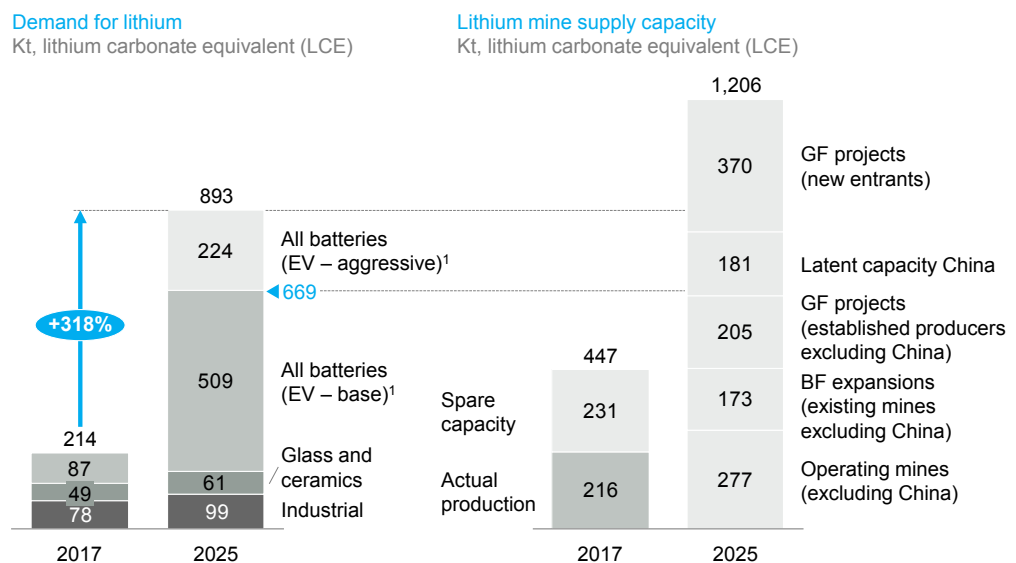 Demand for lithium
Kt, lithium carbonate equivalent (LCE)
893
224
All batteries
(EV – aggressive)1
669
+318%
509
All batteries
(EV – base)1
214
87
49
78
61
99
Glass and
ceramics
Industrial
2017
2025
Lithium mine supply capacity
Kt, lithium carbonate equivalent (LCE)
1,206
370
GF projects
(new entrants)
181
Latent capacity China
205
GF projects
(established producers
excluding China)
447
Spare
capacity
231
173
BF expansions
(existing mines
excluding China)
Actual
production
216
277
Operating mines
(excluding China)
2017
2025